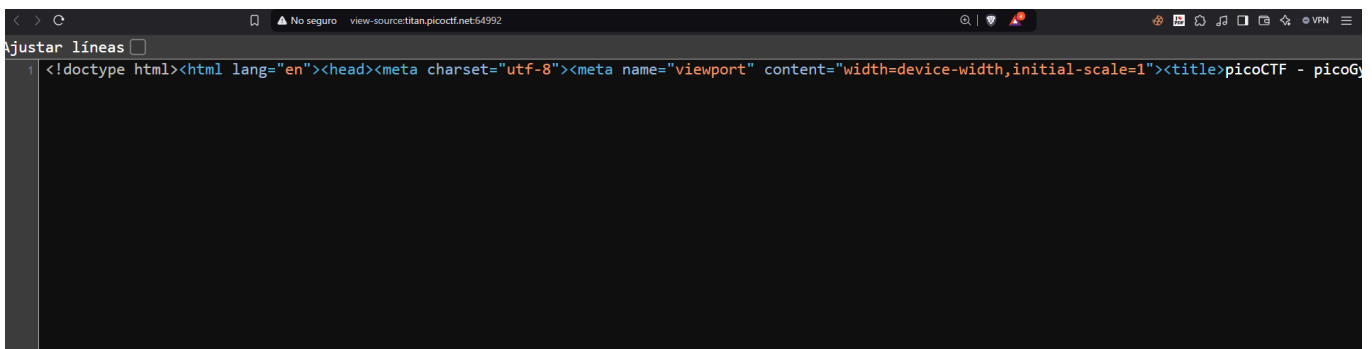 No seguro view-source:titan.picoctf.net:64992 VPN
Ajustar líneas
1 <!doctype html><html lang="en"><head><meta charset="utf-8"><meta name="viewport" content="width=device-width,initial-scale=1"><title>picoCTF - picoGy